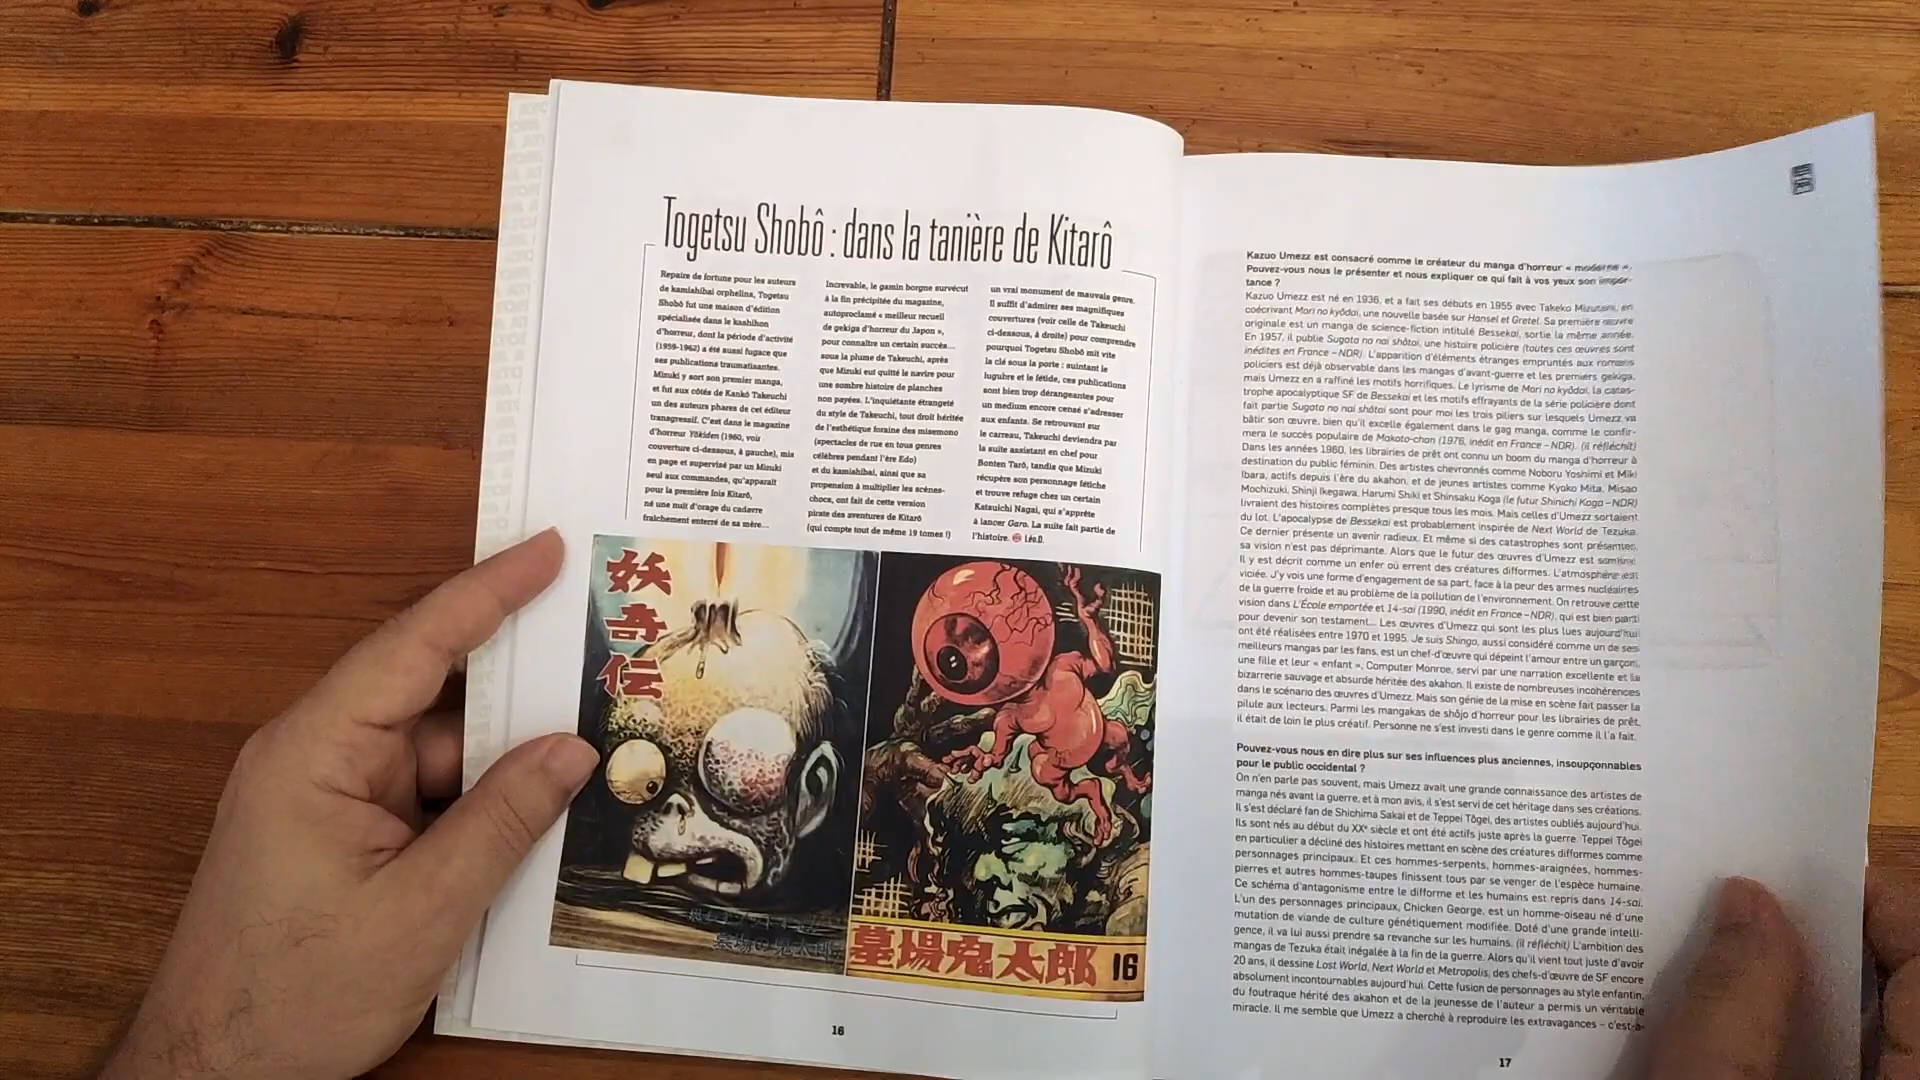 Togetsu Shobô : dans la tanière de Kitarô
Repaire de fortune pour les auteurs
de kamishibai orphelins, Togetsu
Shobô fut une maison d'édition
spécialisée dans le kashihon
d'horreur, dont la période d'activité
(1959-1962) a été aussi fugace que
ses publications traumatisantes.
Mizuki y sort son premier manga,
et fut aux côtés de Kankô Takeuchi
un des auteurs phares de cet éditeur
transgressif. C'est dans le magazine
d'horreur Yôkiden (1960, voir
couverture ci-dessous, à gauche), mis
en page et supervisé par un Mizuki
seul aux commandes, qu'apparaît
pour la première fois Kitarô,
né une nuit d'orage du cadavre
fraîchement enterré de sa mère...
Increvable, le gamin borgne survécut
à la fin précipitée du magazine,
autoproclamé « meilleur recueil
de gekiga d'horreur du Japon »,
pour connaître un certain succès...
sous la plume de Takeuchi, après
que Mizuki eut quitté le navire pour
une sombre histoire de planches
non payées. L'inquiétante étrangeté
du style de Takeuchi, tout droit héritée
de l'esthétique foraine des misemono
(spectacles de rue en tous genres
célèbres pendant l'ère Edo)
et du kamishibai, ainsi que sa
propension à multiplier les scènes-
chocs, ont fait de cette version
pirate des aventures de Kitarô
(qui compte tout de même 19 tomes !)
un vrai monument de mauvais genre.
Il suffit d'admirer ses magnifiques
couvertures (voir celle de Takeuchi
ci-dessous, à droite) pour comprendre
pourquoi Togetsu Shobô mit vite
la clé sous la porte : suintant le
lugubre et le fétide, ces publications
sont bien trop dérangeantes pour
un medium encore censé s'adresser
aux enfants. Se retrouvant sur
le carreau, Takeuchi deviendra par
la suite assistant en chef pour
Bonten Tarô, tandis que Mizuki
récupère son personnage fétiche
et trouve refuge chez un certain
Katsuichi Nagai, qui s'apprête
à lancer Garo. La suite fait partie de
l'histoire. Léo.D.
妖奇伝
墓場の鬼太郎
墓場鬼太郎 16
16
Kazuo Umezz est consacré comme le créateur du manga d'horreur « moderne ».
Pouvez-vous nous le présenter et nous expliquer ce qui fait à vos yeux son impor-
tance ?
Kazuo Umezz est né en 1936, et a fait ses débuts en 1955 avec Takeko Mizutani, en
coécrivant Mori no kyôdai, une nouvelle basée sur Hansel et Gretel. Sa première œuvre
originale est un manga de science-fiction intitulé Bessekai, sortie la même année.
En 1957, il publie Sugata no nai shôtai, une histoire policière (toutes ces œuvres sont
inédites en France – NDR). L'apparition d'éléments étranges empruntés aux romans
policiers est déjà observable dans les mangas d'avant-guerre et les premiers gekiga,
mais Umezz en a raffiné les motifs horrifiques. Le lyrisme de Mori no kyôdai, la catas-
trophe apocalyptique SF de Bessekai et les motifs effrayants de la série policière dont
fait partie Sugata no nai shôtai sont pour moi les trois piliers sur lesquels Umezz va
bâtir son œuvre, bien qu'il excelle également dans le gag manga, comme le confir-
mera le succès populaire de Makoto-chan (1976, inédit en France – NDR). (il réfléchit)
Dans les années 1960, les librairies de prêt ont connu un boom du manga d'horreur à
destination du public féminin. Des artistes chevronnés comme Noboru Yoshimi et Miki
Ibara, actifs depuis l'ère du akahon, et de jeunes artistes comme Kyoko Mita, Misao
Mochizuki, Shinji Ikegawa, Harumi Shiki et Shinsaku Koga (le futur Shinichi Koga – NDR)
livraient des histoires complètes presque tous les mois. Mais celles d'Umezz sortaient
du lot. L'apocalypse de Bessekai est probablement inspirée de Next World de Tezuka.
Ce dernier présente un avenir radieux. Et même si des catastrophes sont présentes,
sa vision n'est pas déprimante. Alors que le futur des œuvres d'Umezz est sombre.
Il y est décrit comme un enfer où errent des créatures difformes. L'atmosphère est
viciée. J'y vois une forme d'engagement de sa part, face à la peur des armes nucléaires
de la guerre froide et au problème de la pollution de l'environnement. On retrouve cette
vision dans L'École emportée et 14-sai (1990, inédit en France – NDR), qui est bien parti
pour devenir son testament... Les œuvres d'Umezz qui sont les plus lues aujourd'hui
ont été réalisées entre 1970 et 1995. Je suis Shingo, aussi considéré comme un de ses
meilleurs mangas par les fans, est un chef-d'œuvre qui dépeint l'amour entre un garçon,
une fille et leur « enfant », Computer Monroe, servi par une narration excellente et la
bizarrerie sauvage et absurde héritée des akahon. Il existe de nombreuses incohérences
dans le scénario des œuvres d'Umezz. Mais son génie de la mise en scène fait passer la
pilule aux lecteurs. Parmi les mangakas de shôjo d'horreur pour les librairies de prêt,
il était de loin le plus créatif. Personne ne s'est investi dans le genre comme il l'a fait.
Pouvez-vous nous en dire plus sur ses influences plus anciennes, insoupçonnables
pour le public occidental ?
On n'en parle pas souvent, mais Umezz avait une grande connaissance des artistes de
manga nés avant la guerre, et à mon avis, il s'est servi de cet héritage dans ses créations.
Il s'est déclaré fan de Shichima Sakai et de Teppei Tôgei, des artistes oubliés aujourd'hui.
Ils sont nés au début du XXe siècle et ont été actifs juste après la guerre. Teppei Tôgei
en particulier a décliné des histoires mettant en scène des créatures difformes comme
personnages principaux. Et ces hommes-serpents, hommes-araignées, hommes-
pierres et autres hommes-taupes finissent tous par se venger de l'espèce humaine.
Ce schéma d'antagonisme entre le difforme et les humains est repris dans 14-sai.
L'un des personnages principaux, Chicken George, est un homme-oiseau né d'une
mutation de viande de culture génétiquement modifiée. Doté d'une grande intelli-
gence, il va lui aussi prendre sa revanche sur les humains. (il réfléchit) L'ambition des
mangas de Tezuka était inégalée à la fin de la guerre. Alors qu'il vient tout juste d'avoir
20 ans, il dessine Lost World, Next World et Metropolis, des chefs-d'œuvre de SF encore
absolument incontournables aujourd'hui. Cette fusion de personnages au style enfantin,
du foutraque hérité des akahon et de la jeunesse de l'auteur a permis un véritable
miracle. Il me semble que Umezz a cherché à reproduire les extravagances – c'est-à-
17